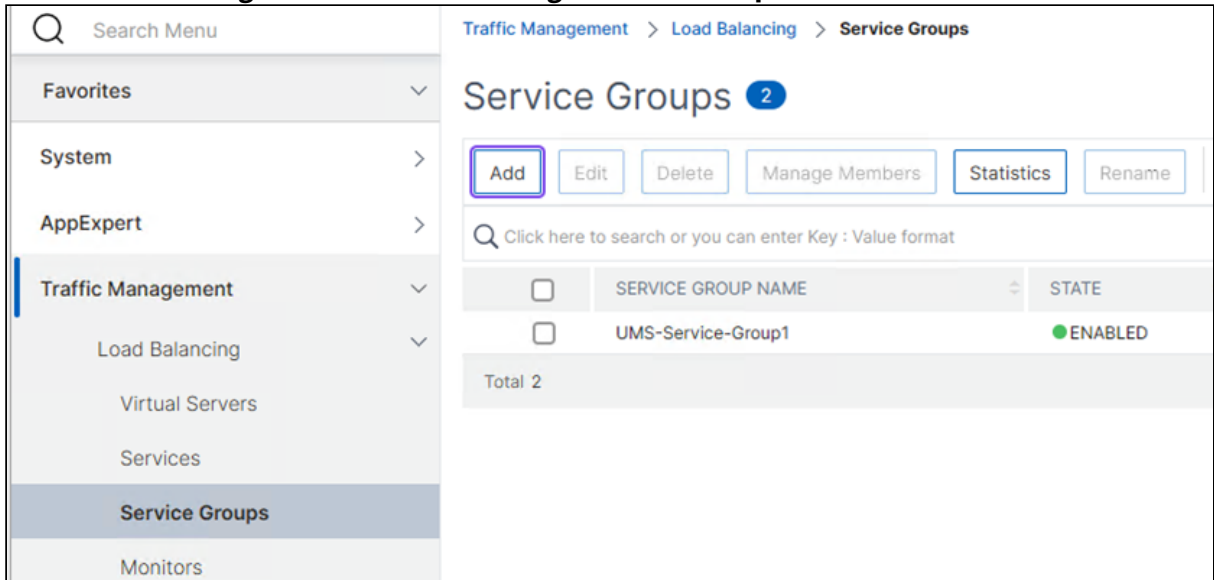 Search Menu
Favorites
System
AppExpert
Traffic Management
Load Balancing
Virtual Servers
Services
Service Groups
Monitors
Traffic Management > Load Balancing > Service Groups
Service Groups 2
Add Edit Delete Manage Members Statistics Rename
Click here to search or you can enter Key : Value format
SERVICE GROUP NAME STATE
UMS-Service-Group1 ENABLED
Total 2